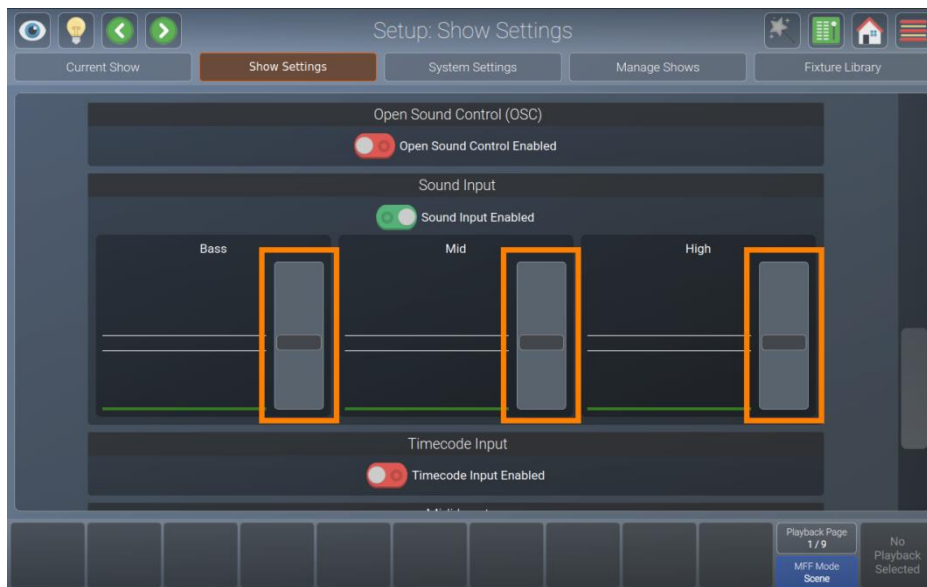 Setup: Show Settings
Current Show
Show Settings
System Settings
Manage Shows
Fixture Library
Open Sound Control (OSC)
Open Sound Control Enabled
Sound Input
Sound Input Enabled
Bass
Mid
High
Timecode Input
Timecode Input Enabled
Playback Page
1 / 9
MFF Mode
Scene
No
Playback
Selected